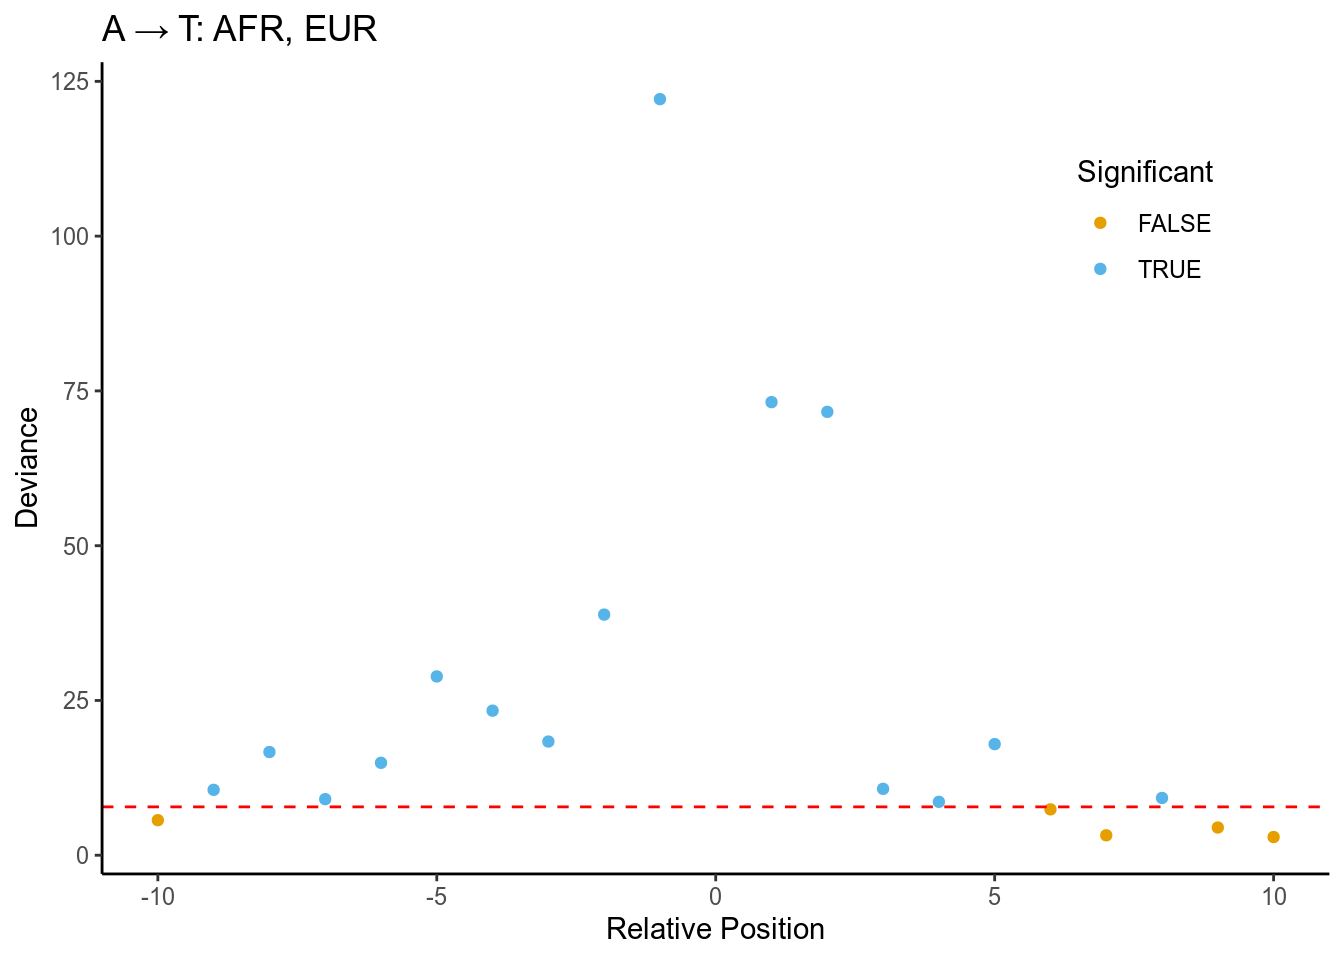 A → T: AFR, EUR
125
100
75
50
25
0
Deviance
Significant
FALSE
TRUE
-10
-5
0
5
10
Relative Position